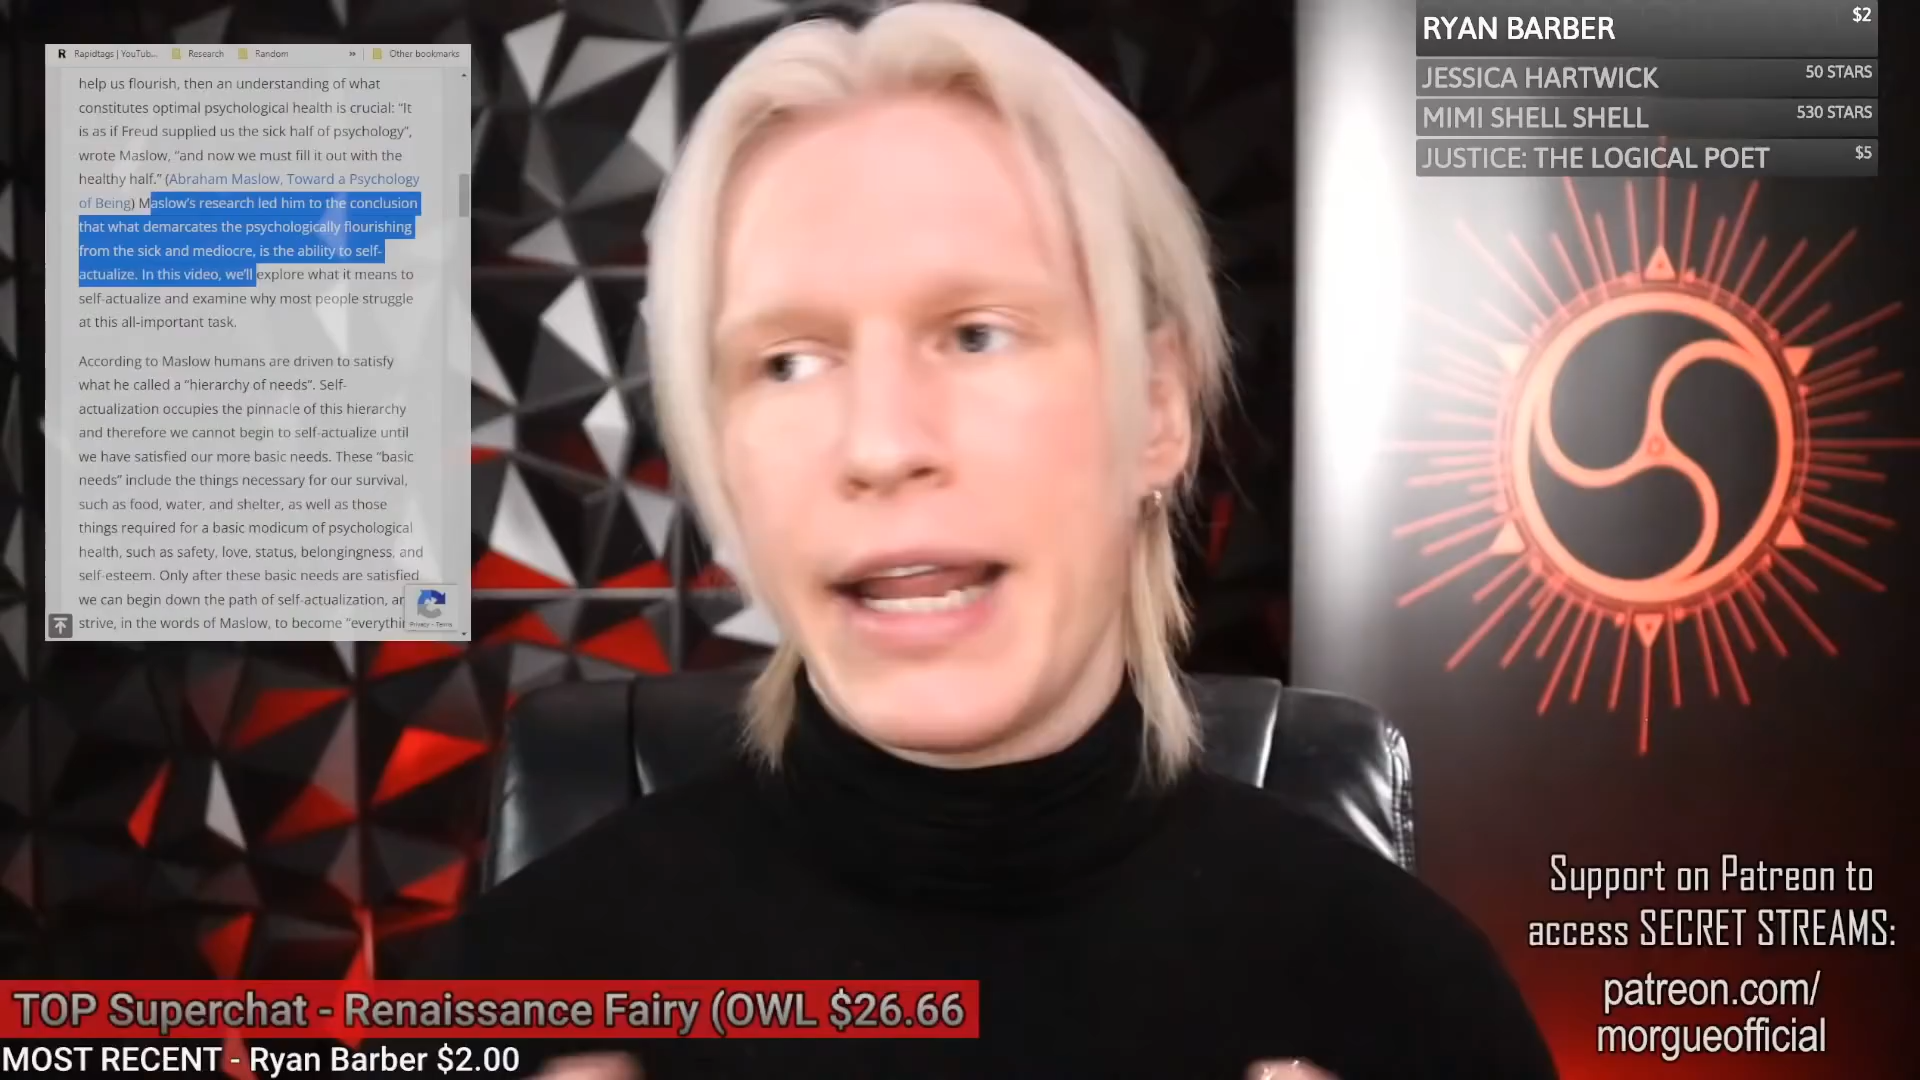 Rapidtags | YouTub... Research Random » Other bookmarks
help us flourish, then an understanding of what
constitutes optimal psychological health is crucial: “It
is as if Freud supplied us the sick half of psychology”,
wrote Maslow, “and now we must fill it out with the
healthy half.” (Abraham Maslow, Toward a Psychology
of Being) Maslow’s research led him to the conclusion
that what demarcates the psychologically flourishing
from the sick and mediocre, is the ability to self-
actualize. In this video, we’ll explore what it means to
self-actualize and examine why most people struggle
at this all-important task.
According to Maslow humans are driven to satisfy
what he called a “hierarchy of needs”. Self-
actualization occupies the pinnacle of this hierarchy
and therefore we cannot begin to self-actualize until
we have satisfied our more basic needs. These “basic
needs” include the things necessary for our survival,
such as food, water, and shelter, as well as those
things required for a basic modicum of psychological
health, such as safety, love, status, belongingness, and
self-esteem. Only after these basic needs are satisfied
we can begin down the path of self-actualization, an
strive, in the words of Maslow, to become “everythin
Privacy - Terms
RYAN BARBER $2
JESSICA HARTWICK 50 STARS
MIMI SHELL SHELL 530 STARS
JUSTICE: THE LOGICAL POET $5
Support on Patreon to
access SECRET STREAMS:
patreon.com/
morgueofficial
TOP Superchat - Renaissance Fairy (OWL $26.66
MOST RECENT - Ryan Barber $2.00